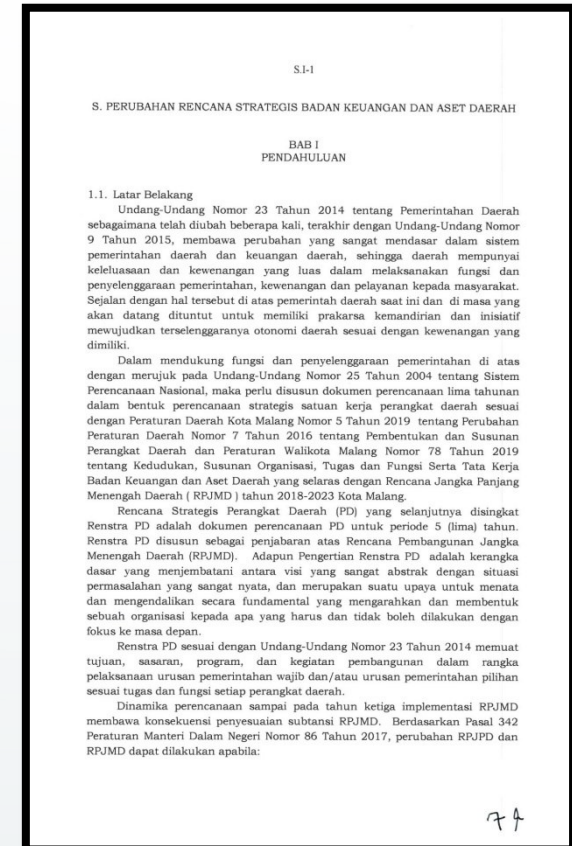 S.I-1
S. PERUBAHAN RENCANA STRATEGIS BADAN KEUANGAN DAN ASET DAERAH
BAB I
PENDAHULUAN
1.1. Latar Belakang
Undang-Undang Nomor 23 Tahun 2014 tentang Pemerintahan Daerah
sebagaimana telah diubah beberapa kali, terakhir dengan Undang-Undang Nomor
9 Tahun 2015, membawa perubahan yang sangat mendasar dalam sistem
pemerintahan daerah dan keuangan daerah, sehingga daerah mempunyai
keleluasaan dan kewenangan yang luas dalam melaksanakan fungsi dan
penyelenggaraan pemerintahan, kewenangan dan pelayanan kepada masyarakat.
Sejalan dengan hal tersebut di atas pemerintah daerah saat ini dan di masa yang
akan datang dituntut untuk memiliki prakarsa kemandirian dan inisiatif
mewujudkan terselenggaranya otonomi daerah sesuai dengan kewenangan yang
dimiliki.
Dalam mendukung fungsi dan penyelenggaraan pemerintahan di atas
dengan merujuk pada Undang-Undang Nomor 25 Tahun 2004 tentang Sistem
Perencanaan Nasional, maka perlu disusun dokumen perencanaan lima tahunan
dalam bentuk perencanaan strategis satuan kerja perangkat daerah sesuai
dengan Peraturan Daerah Kota Malang Nomor 5 Tahun 2019 tentang Perubahan
Peraturan Daerah Nomor 7 Tahun 2016 tentang Pembentukan dan Susunan
Perangkat Daerah dan Peraturan Walikota Malang Nomor 78 Tahun 2019
tentang Kedudukan, Susunan Organisasi, Tugas dan Fungsi Serta Tata Kerja
Badan Keuangan dan Aset Daerah yang selaras dengan Rencana Jangka Panjang
Menengah Daerah ( RPJMD ) tahun 2018-2023 Kota Malang.
Rencana Strategis Perangkat Daerah (PD) yang selanjutnya disingkat
Renstra PD adalah dokumen perencanaan PD untuk periode 5 (lima) tahun.
Renstra PD disusun sebagai penjabaran atas Rencana Pembangunan Jangka
Menengah Daerah (RPJMD). Adapun Pengertian Renstra PD adalah kerangka
dasar yang menjembatani antara visi yang sangat abstrak dengan situasi
permasalahan yang sangat nyata, dan merupakan suatu upaya untuk menata
dan mengendalikan secara fundamental yang mengarahkan dan membentuk
sebuah organisasi kepada apa yang harus dan tidak boleh dilakukan dengan
fokus ke masa depan.
Renstra PD sesuai dengan Undang-Undang Nomor 23 Tahun 2014 memuat
tujuan, sasaran, program, dan kegiatan pembangunan dalam rangka
pelaksanaan urusan pemerintahan wajib dan/atau urusan pemerintahan pilihan
sesuai tugas dan fungsi setiap perangkat daerah.
Dinamika perencanaan sampai pada tahun ketiga implementasi RPJMD
membawa konsekuensi penyesuaian subtansi RPJMD. Berdasarkan Pasal 342
Peraturan Manteri Dalam Negeri Nomor 86 Tahun 2017, perubahan RPJPD dan
RPJMD dapat dilakukan apabila: